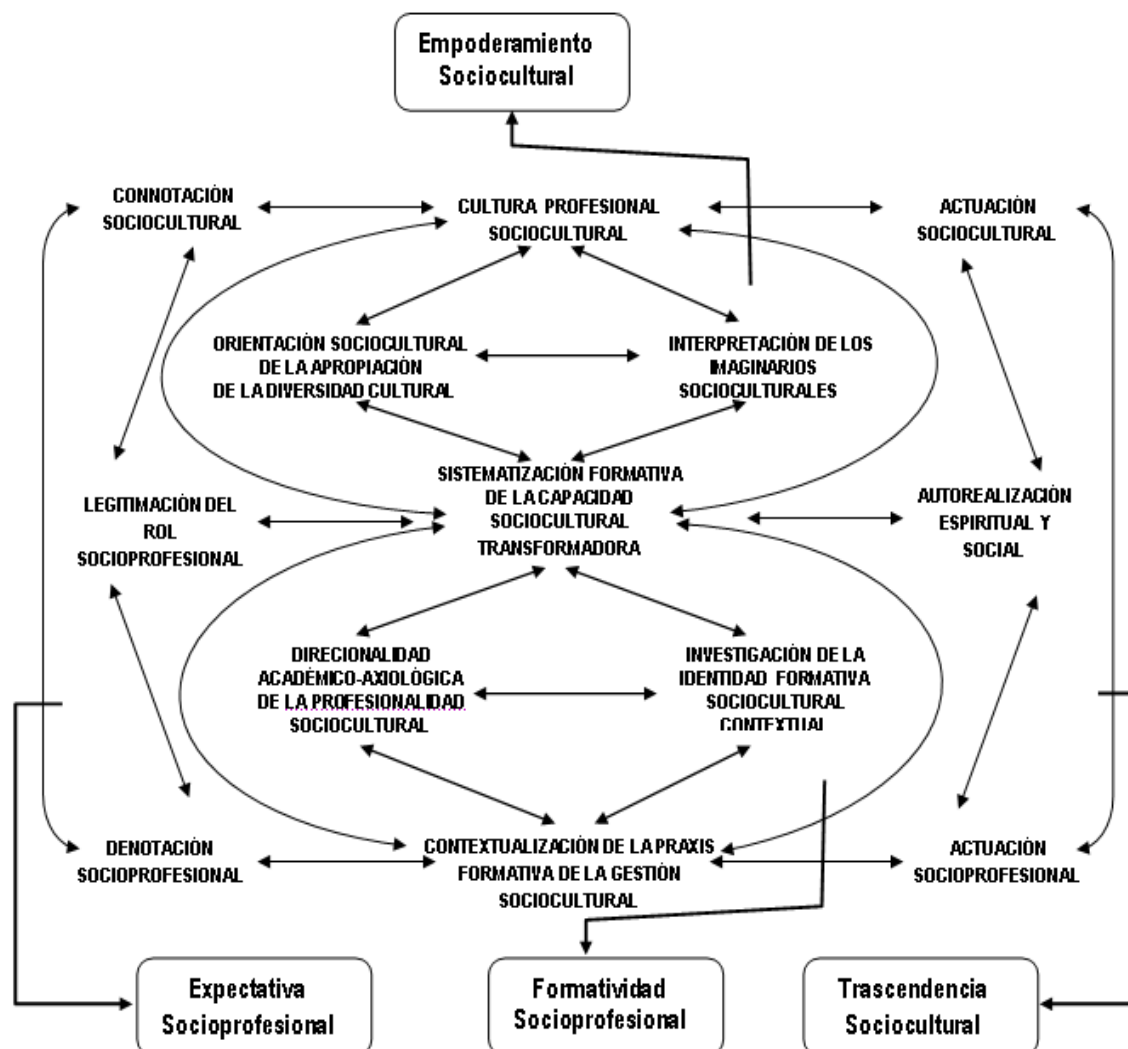 Empoderamiento
Sociocultural
CONNOTACIÓN
SOCIOCULTURAL
CULTURA PROFESIONAL
SOCIOCULTURAL
ACTUACIÓN
SOCIOCULTURAL
ORIENTACIÓN SOCIOCULTURAL
DE LA APROPIACIÓN
DE LA DIVERSIDAD CULTURAL
INTERPRETACIÓN DE LOS
IMAGINARIOS
SOCIOCULTURALES
SISTEMATIZACIÓN FORMATIVA
DE LA CAPACIDAD
SOCIOCULTURAL
TRANSFORMADORA
LEGITIMACIÓN DEL
ROL
SOCIOPROFESIONAL
AUTOREALIZACIÓN
ESPIRITUAL Y
SOCIAL
DIRECIONALIDAD
ACADÉMICO-AXIOLÓGICA
DE LA PROFESIONALIDAD
SOCIOCULTURAL
INVESTIGACIÓN DE LA
IDENTIDAD FORMATIVA
SOCIOCULTURAL
CONTEXTUAL
DENOTACIÓN
SOCIOPROFESIONAL
CONTEXTUALIZACIÓN DE LA PRAXIS
FORMATIVA DE LA GESTIÓN
SOCIOCULTURAL
ACTUACIÓN
SOCIOPROFESIONAL
Expectativa
Socioprofesional
Formatividad
Socioprofesional
Trascendencia
Sociocultural